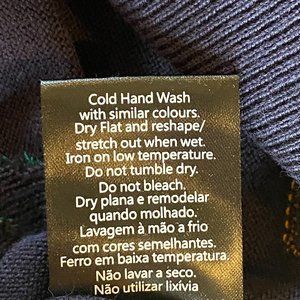 Cold Hand Wash
with similar colours.
Dry Flat and reshape/
stretch out when wet.
Iron on low temperature.
Do not tumble dry.
Do not bleach.
Dry plana e remodelar
quando molhado.
Lavagem à mão a frio
com cores semelhantes.
Ferro em baixa temperatura.
Não lavar a seco.
Não utilizar lixívia